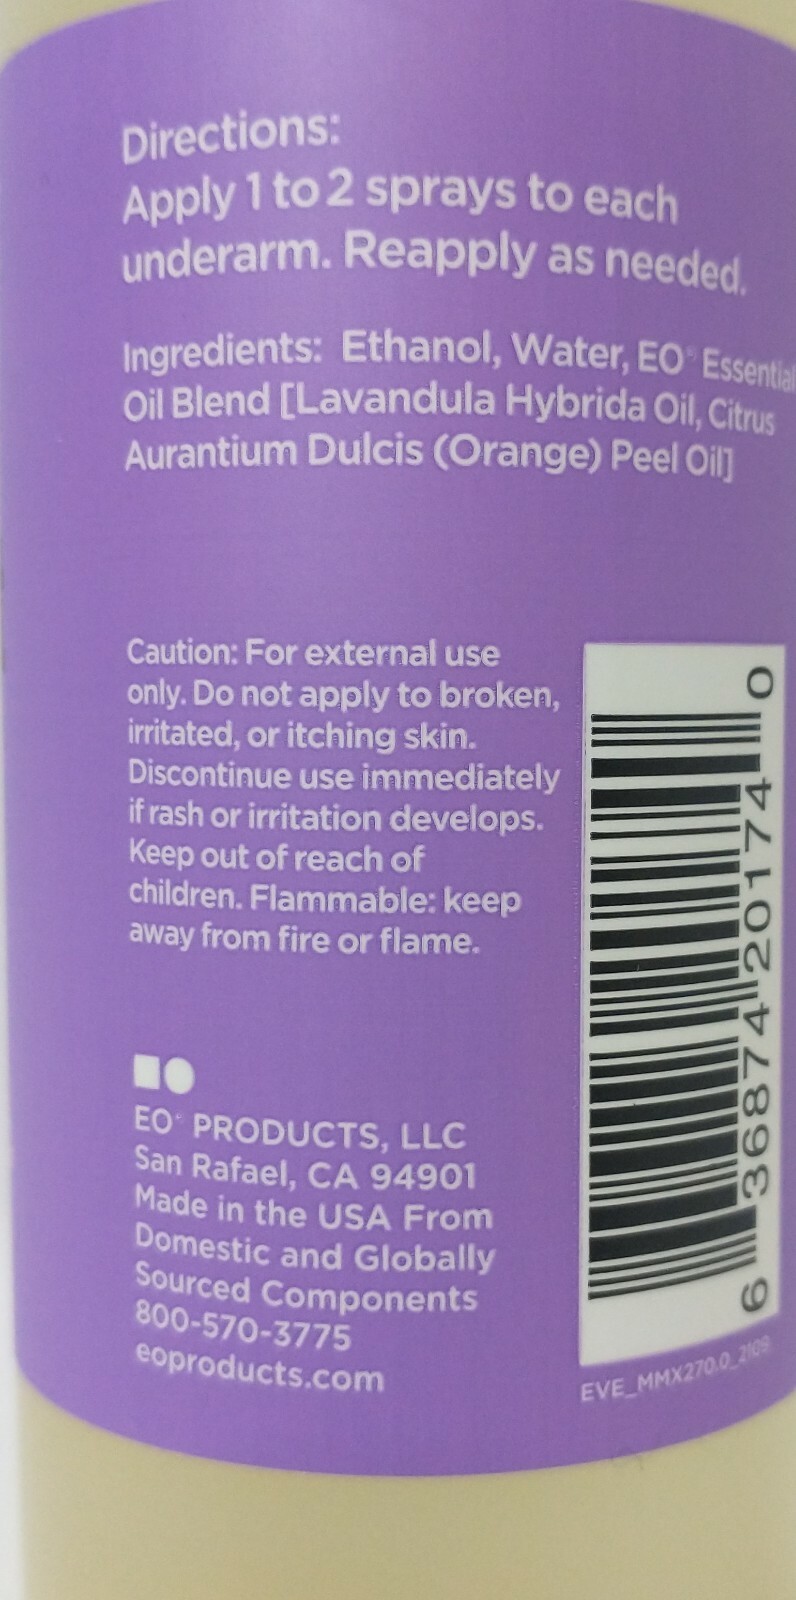 Directions:
Apply 1 to 2 sprays to each
underarm. Reapply as needed.
Ingredients: Ethanol, Water, EO® Essential
Oil Blend [Lavandula Hybrida Oil, Citrus
Aurantium Dulcis (Orange) Peel Oil]
Caution: For external use
only. Do not apply to broken,
irritated, or itching skin.
Discontinue use immediately
if rash or irritation develops.
Keep out of reach of
children. Flammable: keep
away from fire or flame.
EO® PRODUCTS, LLC
San Rafael, CA 94901
Made in the USA From
Domestic and Globally
Sourced Components
800-570-3775
eoproducts.com
6 36874 20174 0
EVE_MMX270.0_2109